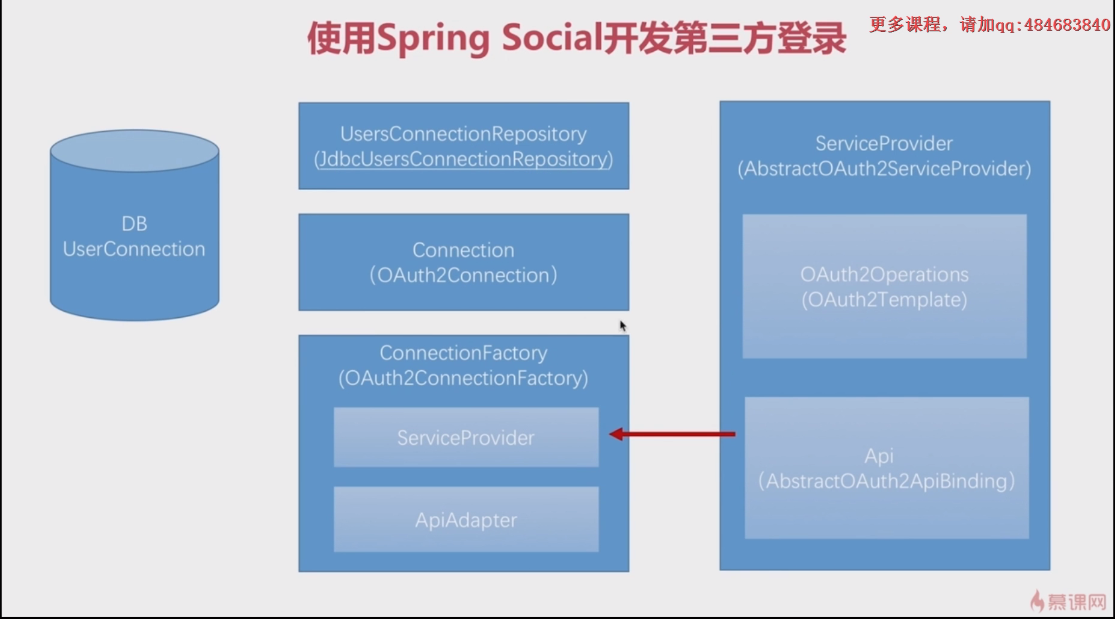 使用Spring Social开发第三方登录
更多课程，请加qq:484683840
DB
UserConnection
UsersConnectionRepository
(JdbcUsersConnectionRepository)
Connection
（OAuth2Connection）
ConnectionFactory
(OAuth2ConnectionFactory)
ServiceProvider
ApiAdapter
ServiceProvider
(AbstractOAuth2ServiceProvider)
OAuth2Operations
(OAuth2Template)
Api
（AbstractOAuth2ApiBinding）
慕课网